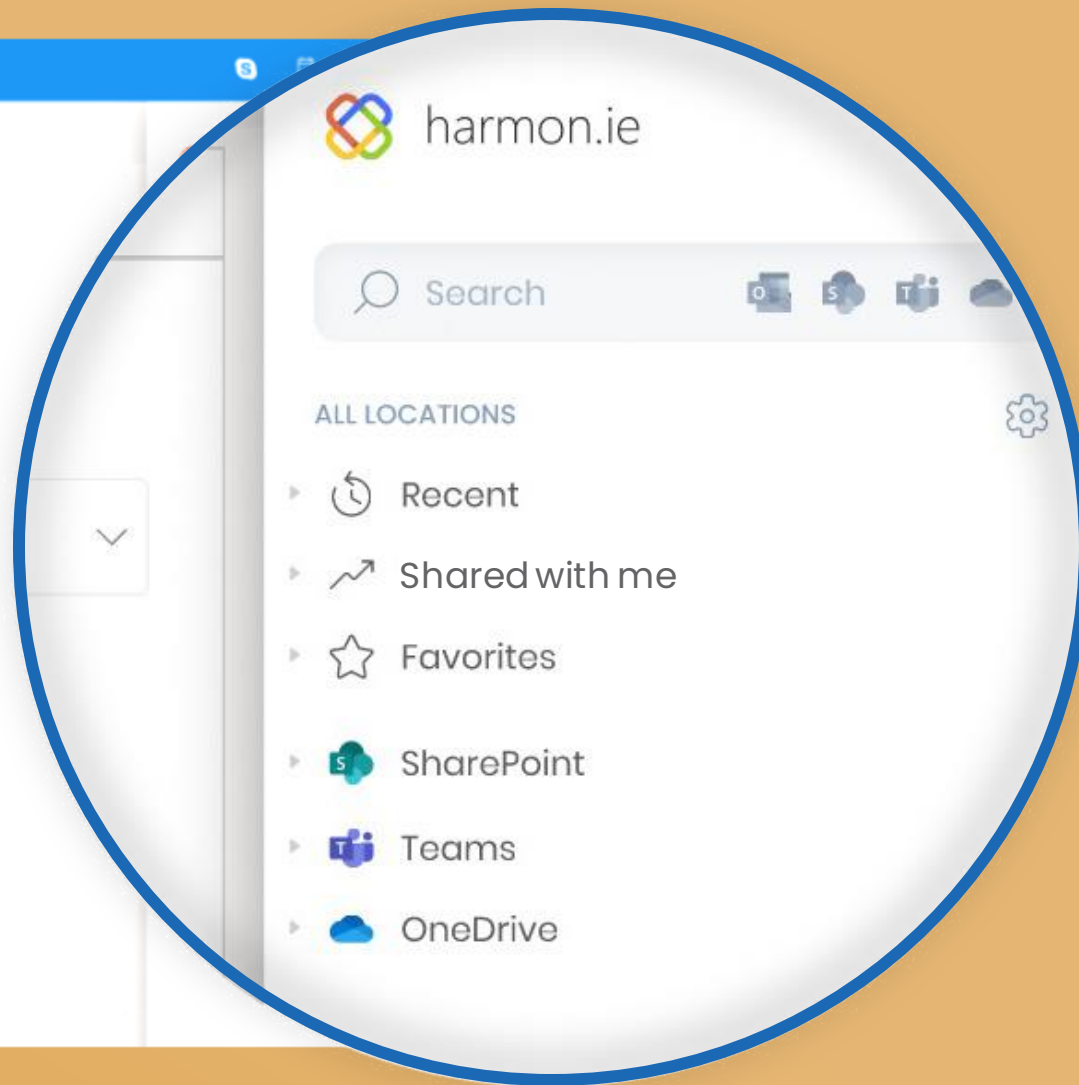 harmon.ie
Search
ALL LOCATIONS
Recent
Shared with me
Favorites
SharePoint
Teams
OneDrive